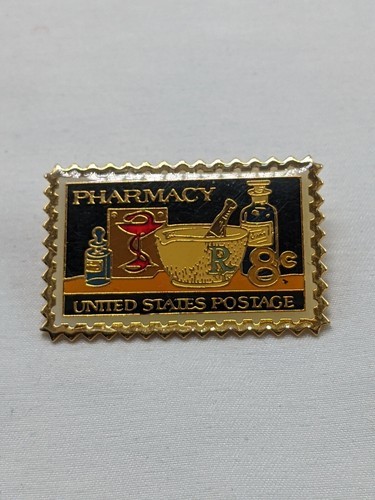 PHARMACY
R
8c
UNITED STATES POSTAGE